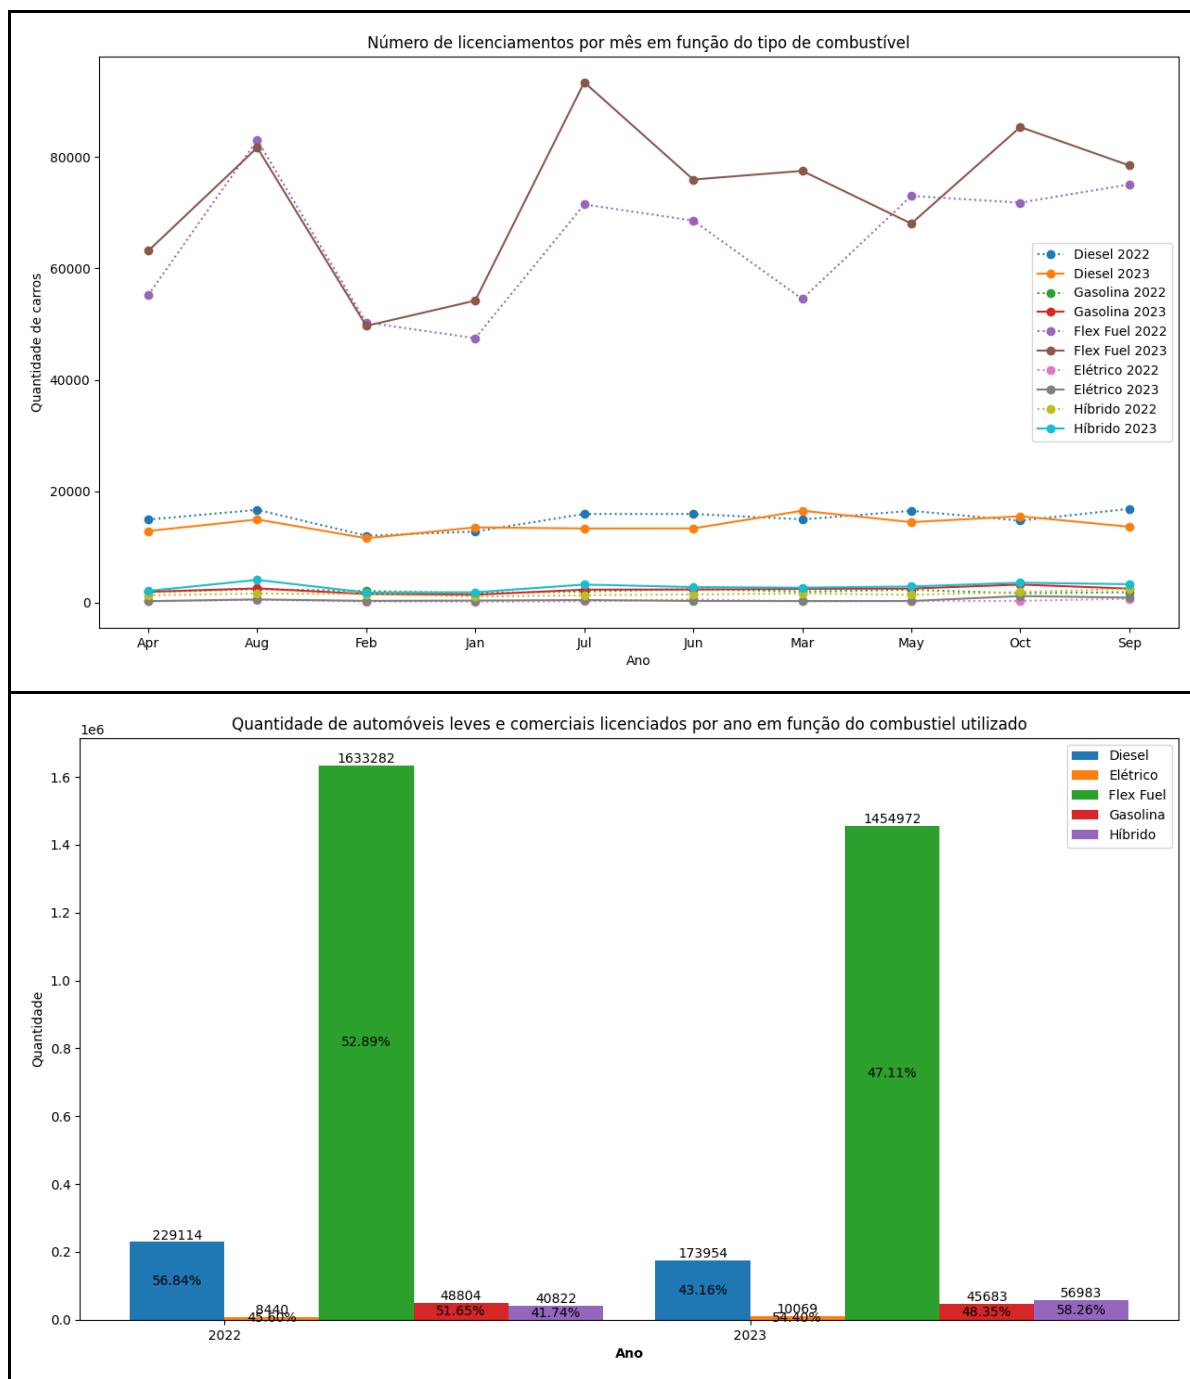 Número de licenciamentos por mês em função do tipo de combustível
Quantidade de carros
80000
60000
40000
20000
0
Diesel 2022
Diesel 2023
Gasolina 2022
Gasolina 2023
Flex Fuel 2022
Flex Fuel 2023
Elétrico 2022
Elétrico 2023
Híbrido 2022
Híbrido 2023
Apr Aug Feb Jan Jul Jun Mar May Oct Sep
Ano
Quantidade de automóveis leves e comerciais licenciados por ano em função do combustiel utilizado
1e6
Quantidade
1.6
1.4
1.2
1.0
0.8
0.6
0.4
0.2
0.0
Diesel
Elétrico
Flex Fuel
Gasolina
Híbrido
1633282
1454972
52.89%
47.11%
229114
173954
56.84%
43.16%
8440
45.60%
48804
51.65%
40822
41.74%
10069
54.40%
45683
48.35%
56983
58.26%
2022 2023
Ano